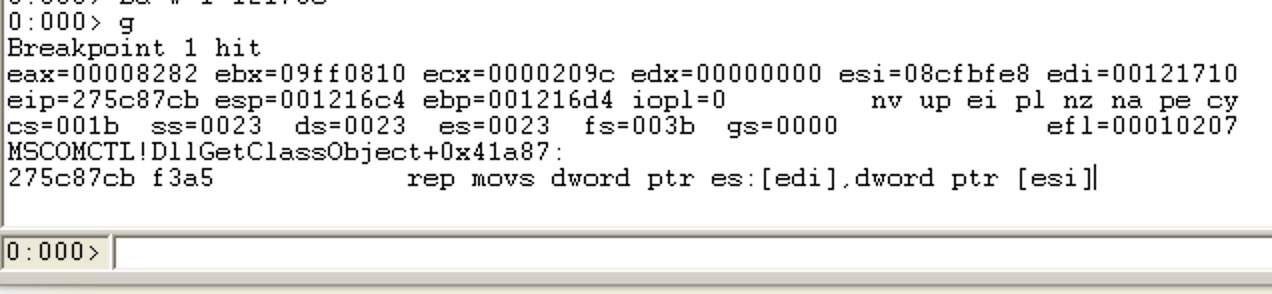 0:000> g
Breakpoint 1 hit
eax=00008282 ebx=09ff0810 ecx=0000209c edx=00000000 esi=08cfbfe8 edi=00121710
eip=275c87cb esp=001216c4 ebp=001216d4 iopl=0 nv up ei pl nz na pe cy
cs=001b ss=0023 ds=0023 es=0023 fs=003b gs=0000 efl=00010207
MSCOMCTL!DllGetClassObject+0x41a87:
275c87cb f3a5 rep movs dword ptr es:[edi],dword ptr [esi]
0:000>